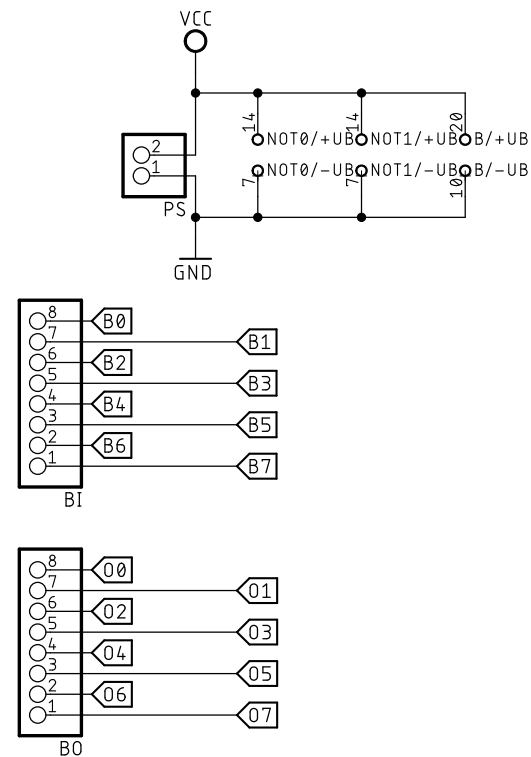 VCC
14 14 20
NOT0/+UB NOT1/+UB B/+UB
2
1
NOT0/-UB NOT1/-UB B/-UB
7 7 10
PS
GND
8 B0
7 B1
6 B2
5 B3
4 B4
3 B5
2 B6
1 B7
BI
8 O0
7 O1
6 O2
5 O3
4 O4
3 O5
2 O6
1 O7
BO